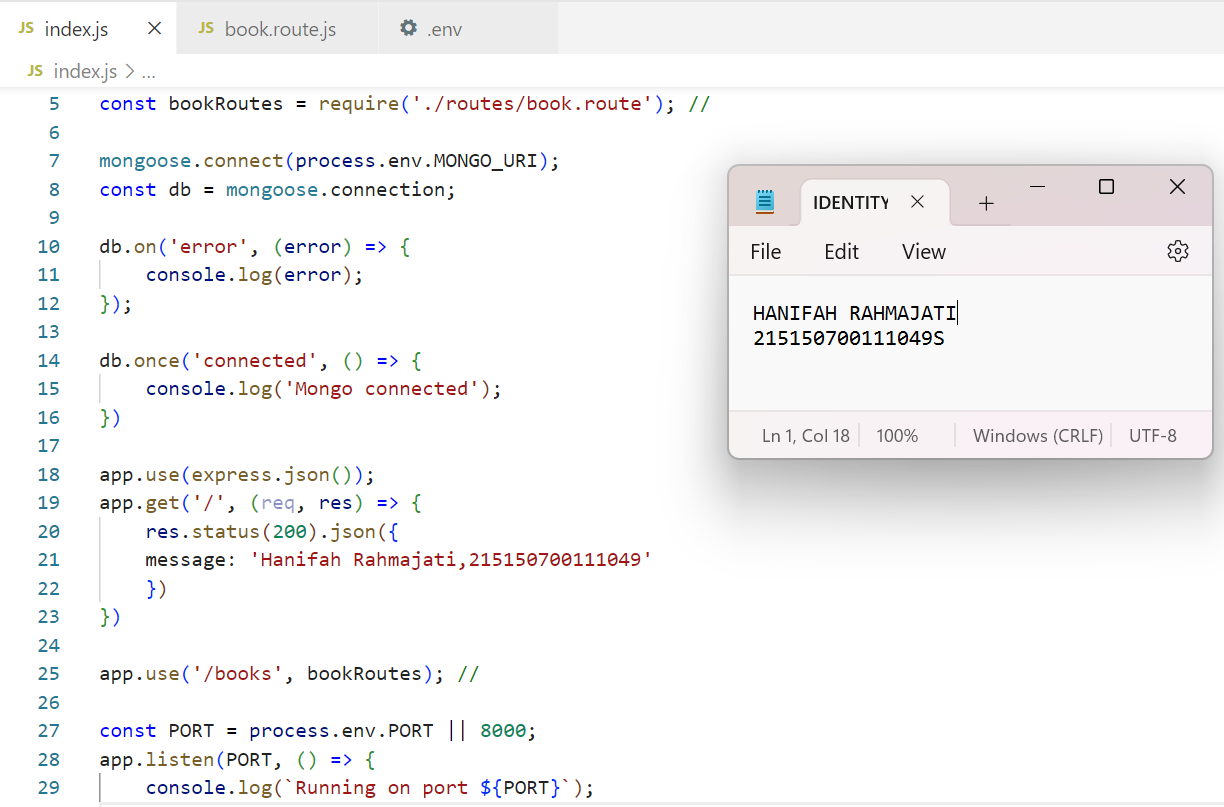 JS index.js
JS book.route.js
.env
JS index.js > ...
5 const bookRoutes = require('./routes/book.route'); //
6
7 mongoose.connect(process.env.MONGO_URI);
8 const db = mongoose.connection;
9
10 db.on('error', (error) => {
11     console.log(error);
12 });
13
14 db.once('connected', () => {
15     console.log('Mongo connected');
16 })
17
18 app.use(express.json());
19 app.get('/', (req, res) => {
20     res.status(200).json({
21     message: 'Hanifah Rahmajati,215150700111049'
22     })
23 })
24
25 app.use('/books', bookRoutes); //
26
27 const PORT = process.env.PORT || 8000;
28 app.listen(PORT, () => {
29     console.log(`Running on port ${PORT}`);
IDENTITY
File Edit View
HANIFAH RAHMAJATI
215150700111049S
Ln 1, Col 18 100% Windows (CRLF) UTF-8